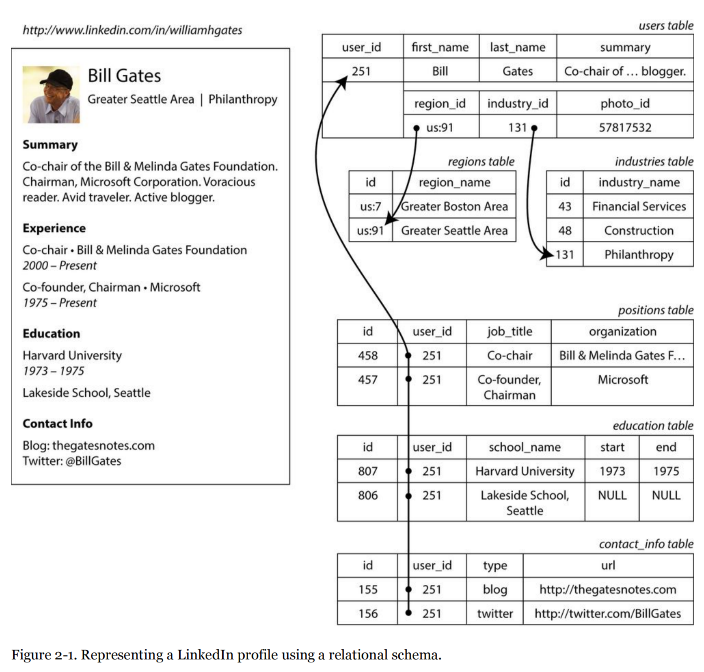 http://www.linkedin.com/in/williamhgates
Bill Gates
Greater Seattle Area | Philanthropy
Summary
Co-chair of the Bill & Melinda Gates Foundation.
Chairman, Microsoft Corporation. Voracious
reader. Avid traveler. Active blogger.
Experience
Co-chair • Bill & Melinda Gates Foundation
2000 – Present
Co-founder, Chairman • Microsoft
1975 – Present
Education
Harvard University
1973 – 1975
Lakeside School, Seattle
Contact Info
Blog: thegatesnotes.com
Twitter: @BillGates
users table
user_id first_name last_name summary
251 Bill Gates Co-chair of … blogger.
region_id industry_id photo_id
us:91 131 57817532
regions table
id region_name
us:7 Greater Boston Area
us:91 Greater Seattle Area
industries table
id industry_name
43 Financial Services
48 Construction
131 Philanthropy
positions table
id user_id job_title organization
458 251 Co-chair Bill & Melinda Gates F…
457 251 Co-founder, Microsoft
Chairman
education table
id user_id school_name start end
807 251 Harvard University 1973 1975
806 251 Lakeside School, NULL NULL
Seattle
contact_info table
id user_id type url
155 251 blog http://thegatesnotes.com
156 251 twitter http://twitter.com/BillGates
Figure 2-1. Representing a LinkedIn profile using a relational schema.